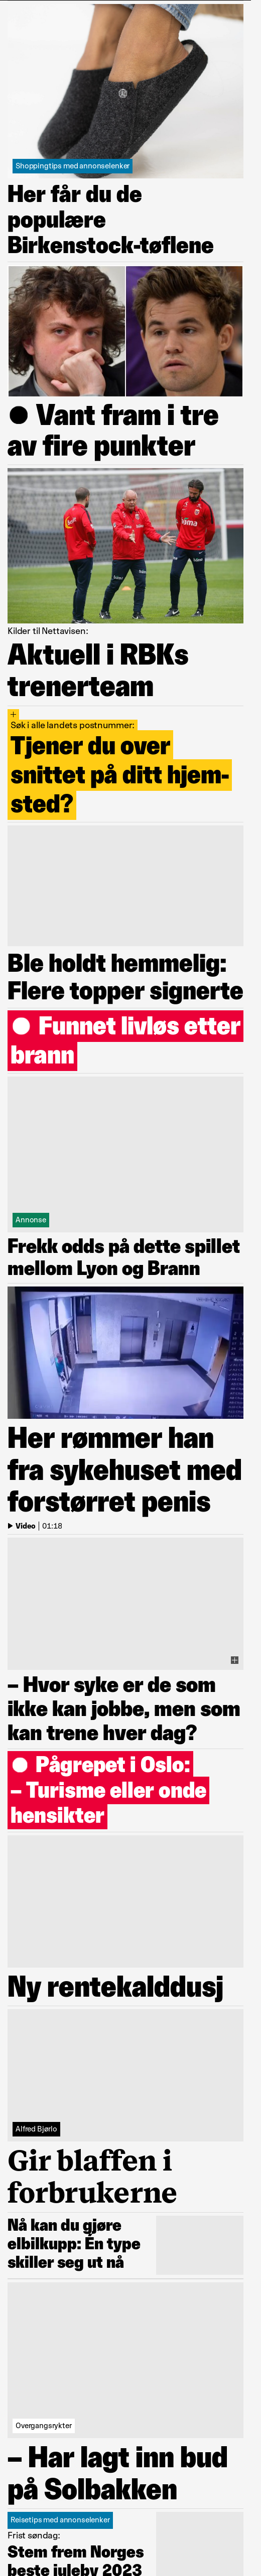 Shoppingtips med annonselenker
Her får du de
populære
Birkenstock-tøflene
● Vant fram i tre
av fire punkter
Kilder til Nettavisen:
Aktuell i RBKs
trenerteam
+
Søk i alle landets postnummer:
Tjener du over
snittet på ditt hjem-
sted?
Ble holdt hemmelig:
Flere topper signerte
● Funnet livløs etter
brann
Annonse
Frekk odds på dette spillet
mellom Lyon og Brann
Her rømmer han
fra sykehuset med
forstørret penis
Video | 01:18
– Hvor syke er de som
ikke kan jobbe, men som
kan trene hver dag?
● Pågrepet i Oslo:
– Turisme eller onde
hensikter
Ny rentekalddusj
Alfred Bjørlo
Gir blaffen i
forbrukerne
Nå kan du gjøre
elbilkupp: Én type
skiller seg ut nå
Overgangsrykter
– Har lagt inn bud
på Solbakken
Reisetips med annonselenker
Frist søndag:
Stem frem Norges
beste juleby 2023